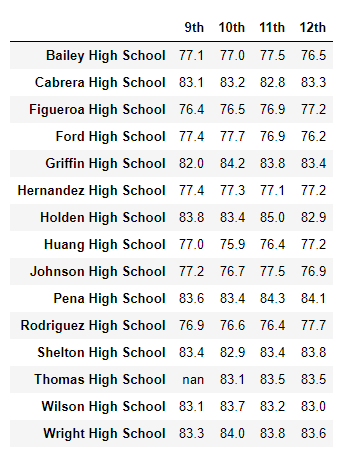 9th 10th 11th 12th
Bailey High School 77.1 77.0 77.5 76.5
Cabrera High School 83.1 83.2 82.8 83.3
Figueroa High School 76.4 76.5 76.9 77.2
Ford High School 77.4 77.7 76.9 76.2
Griffin High School 82.0 84.2 83.8 83.4
Hernandez High School 77.4 77.3 77.1 77.2
Holden High School 83.8 83.4 85.0 82.9
Huang High School 77.0 75.9 76.4 77.2
Johnson High School 77.2 76.7 77.5 76.9
Pena High School 83.6 83.4 84.3 84.1
Rodriguez High School 76.9 76.6 76.4 77.7
Shelton High School 83.4 82.9 83.4 83.8
Thomas High School nan 83.1 83.5 83.5
Wilson High School 83.1 83.7 83.2 83.0
Wright High School 83.3 84.0 83.8 83.6